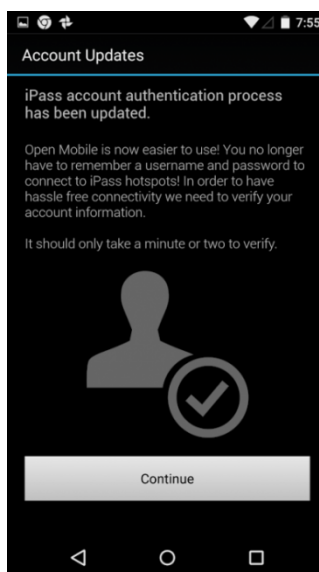 7:55
Account Updates
iPass account authentication process
has been updated.
Open Mobile is now easier to use! You no longer
have to remember a username and password to
connect to iPass hotspots! In order to have
hassle free connectivity we need to verify your
account information.
It should only take a minute or two to verify.
Continue